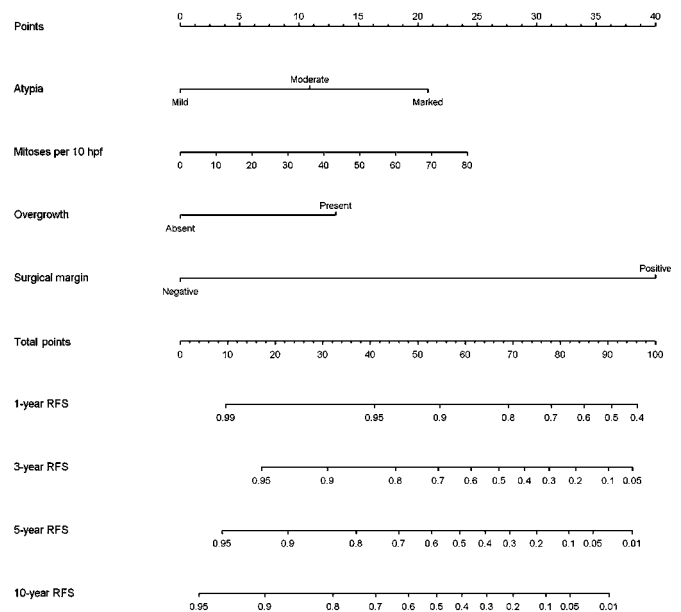 Points 0 5 10 15 20 25 30 35 40
Moderate
Atypia
Mild Marked
Mitoses per 10 hpf
0 10 20 30 40 50 60 70 80
Present
Overgrowth
Absent
Positive
Surgical margin
Negative
Total points
0 10 20 30 40 50 60 70 80 90 100
1-year RFS
0.99 0.95 0.9 0.8 0.7 0.6 0.5 0.4
3-year RFS
0.95 0.9 0.8 0.7 0.6 0.5 0.4 0.3 0.2 0.1 0.05
5-year RFS
0.95 0.9 0.8 0.7 0.6 0.5 0.4 0.3 0.2 0.1 0.05 0.01
10-year RFS
0.95 0.9 0.8 0.7 0.6 0.5 0.4 0.3 0.2 0.1 0.05 0.01